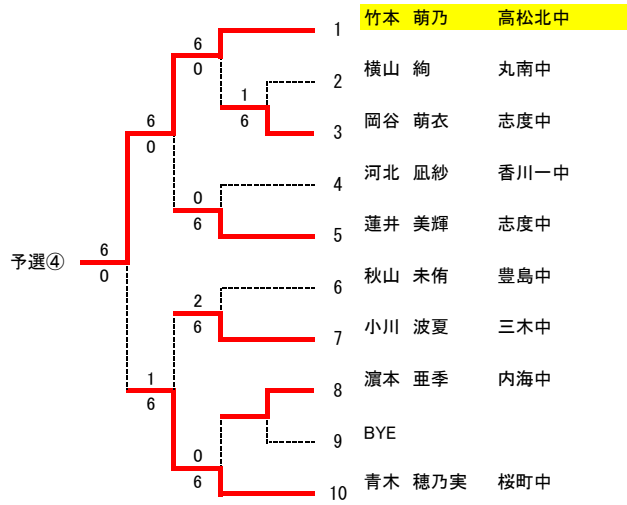 6
0
1 竹本 萌乃 高松北中
2 横山 絢 丸南中
1
6
3 岡谷 萌衣 志度中
6
0
4 河北 凪紗 香川一中
0
6
5 蓮井 美輝 志度中
予選④
6
0
6 秋山 未侑 豊島中
2
6
7 小川 波夏 三木中
1
6
8 濵本 亜季 内海中
9 BYE
0
6
10 青木 穂乃実 桜町中